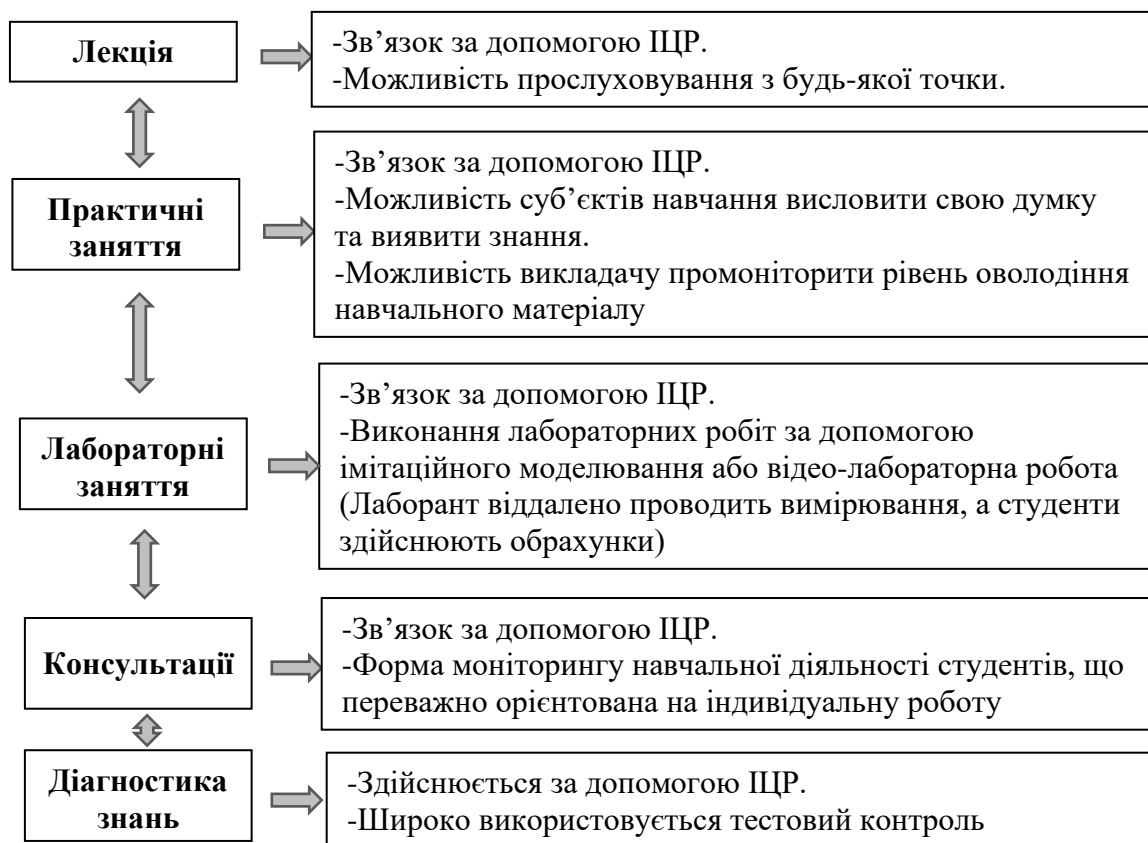 Лекція
-Зв’язок за допомогою ІЦР.
-Можливість прослуховування з будь-якої точки.
Практичні
заняття
-Зв’язок за допомогою ІЦР.
-Можливість суб’єктів навчання висловити свою думку
та виявити знання.
-Можливість викладачу промоніторити рівень оволодіння
навчального матеріалу
Лабораторні
заняття
-Зв’язок за допомогою ІЦР.
-Виконання лабораторних робіт за допомогою
імітаційного моделювання або відео-лабораторна робота
(Лаборант віддалено проводить вимірювання, а студенти
здійснюють обрахунки)
Консультації
-Зв’язок за допомогою ІЦР.
-Форма моніторингу навчальної діяльності студентів, що
переважно орієнтована на індивідуальну роботу
Діагностика
знань
-Здійснюється за допомогою ІЦР.
-Широко використовується тестовий контроль